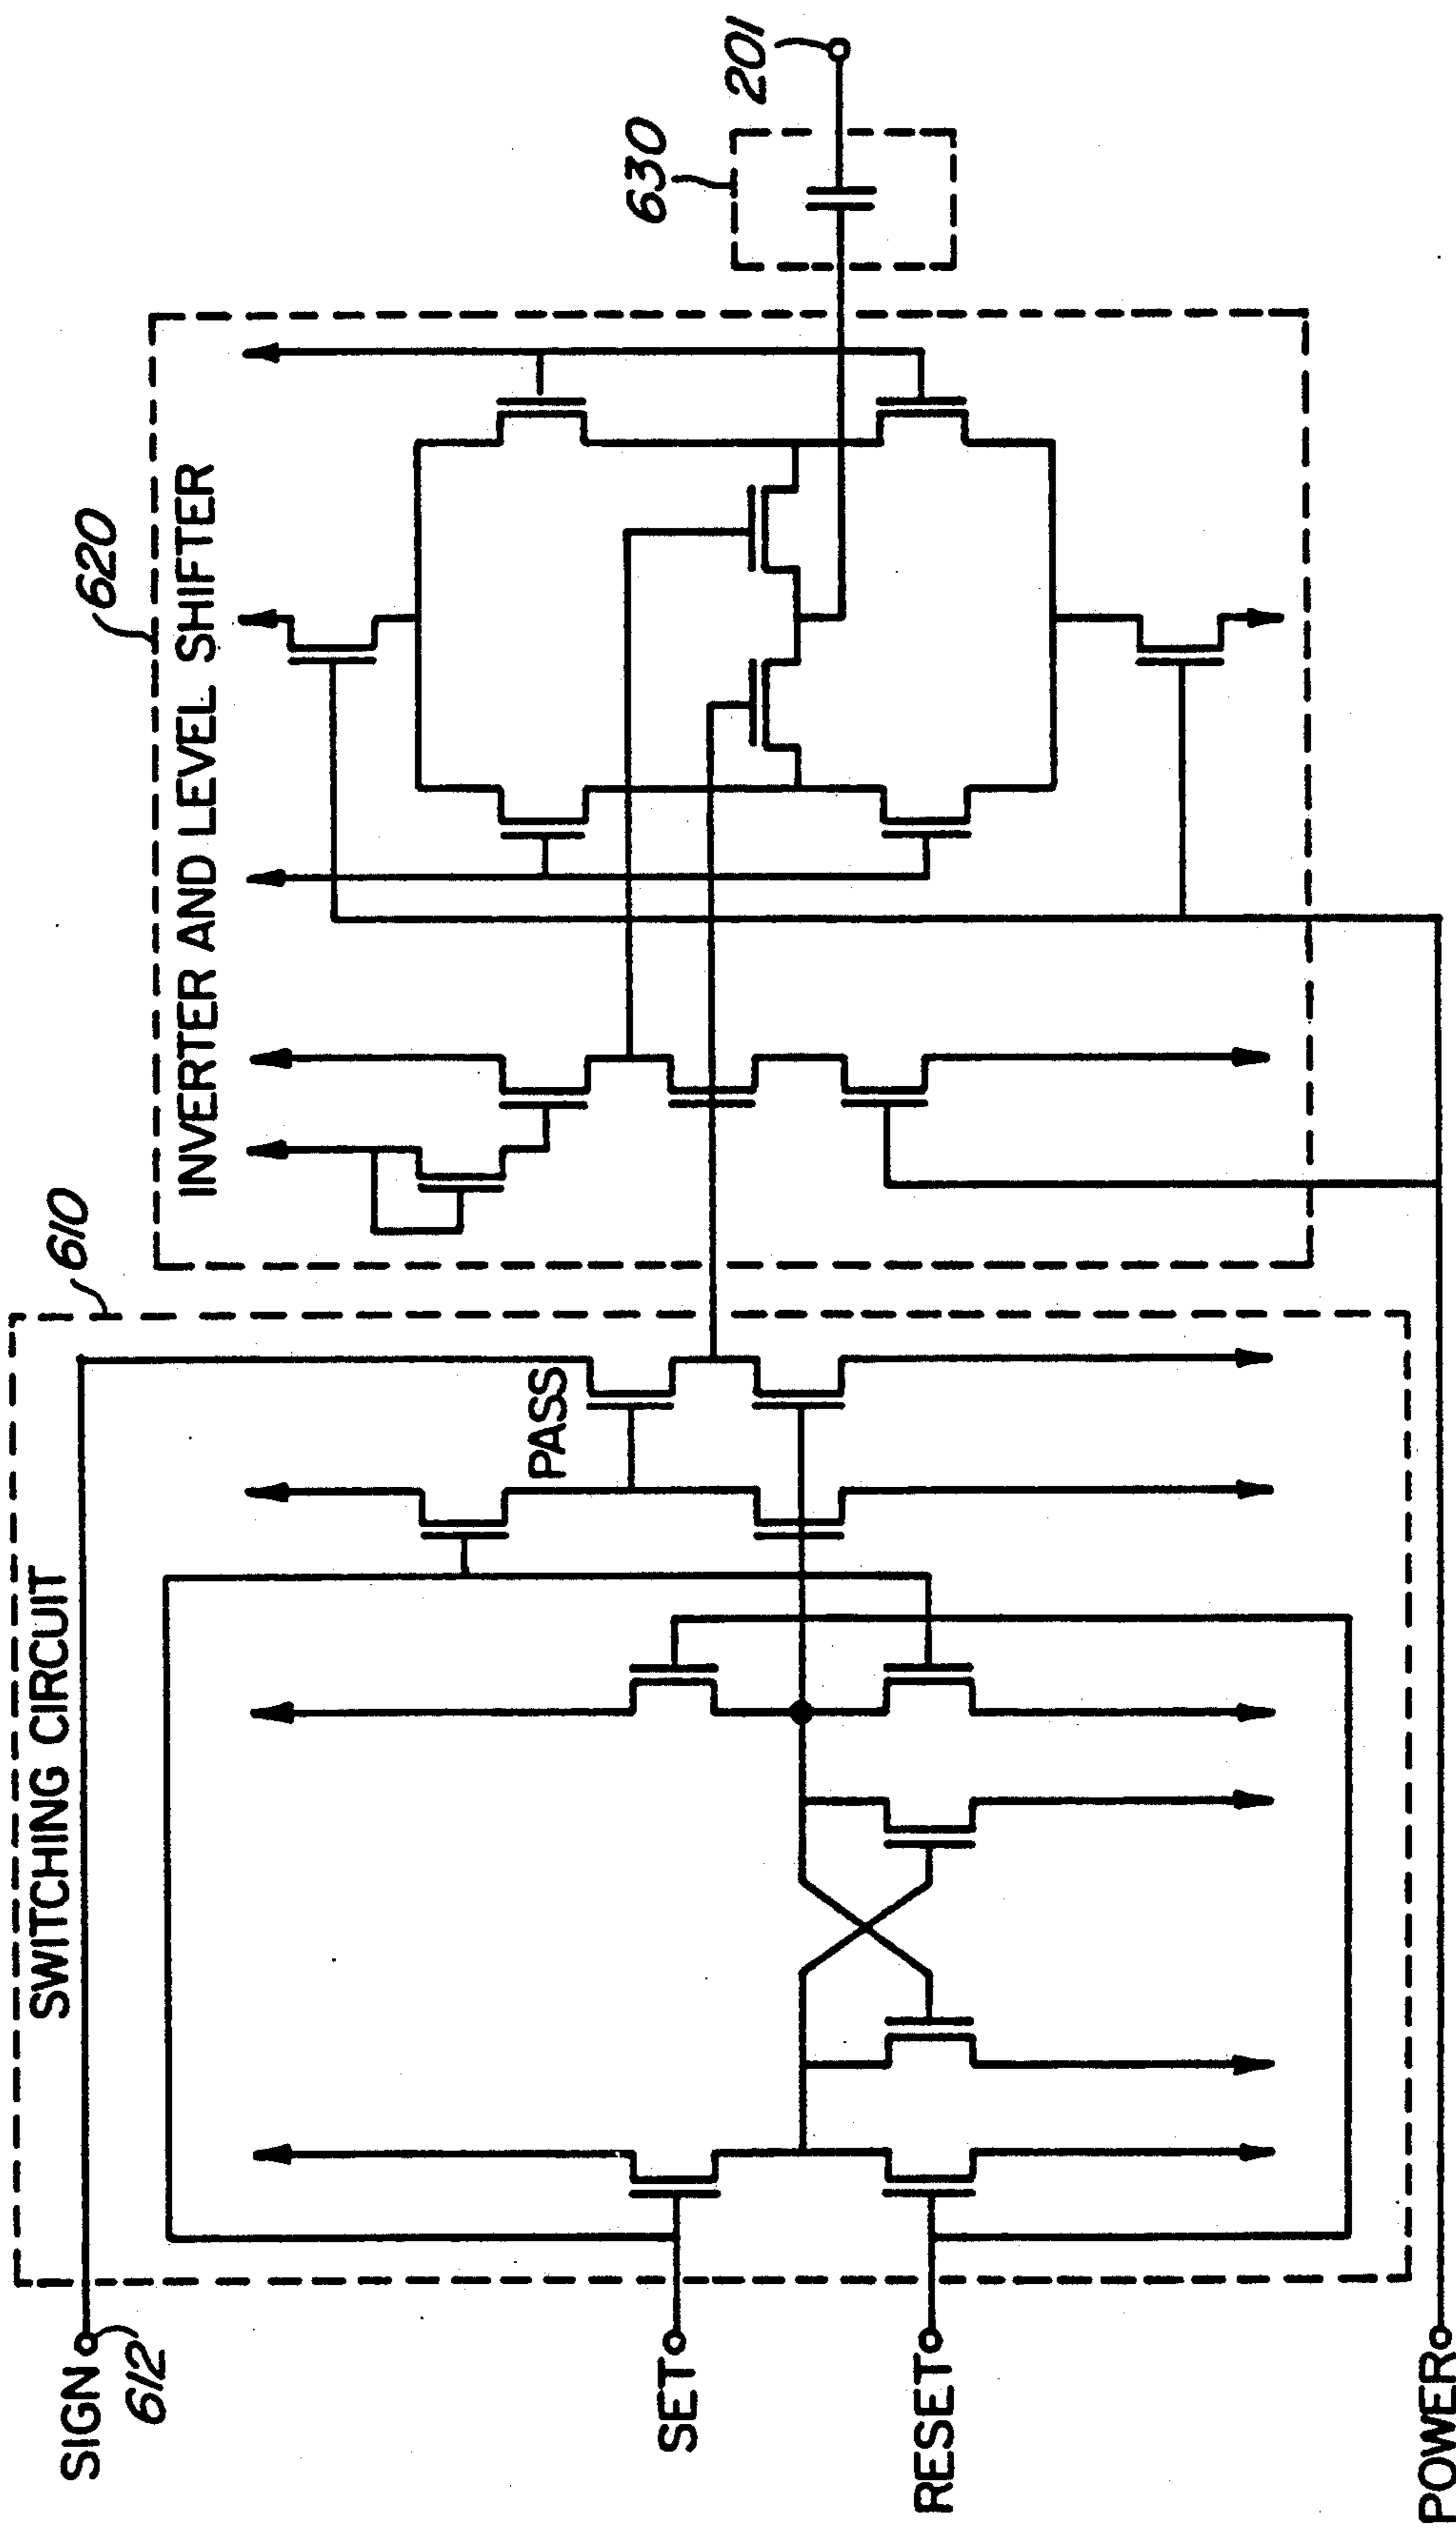 SIGN
612
SET
RESET
POWER
610
SWITCHING CIRCUIT
PASS
620
INVERTER AND LEVEL SHIFTER
630
201